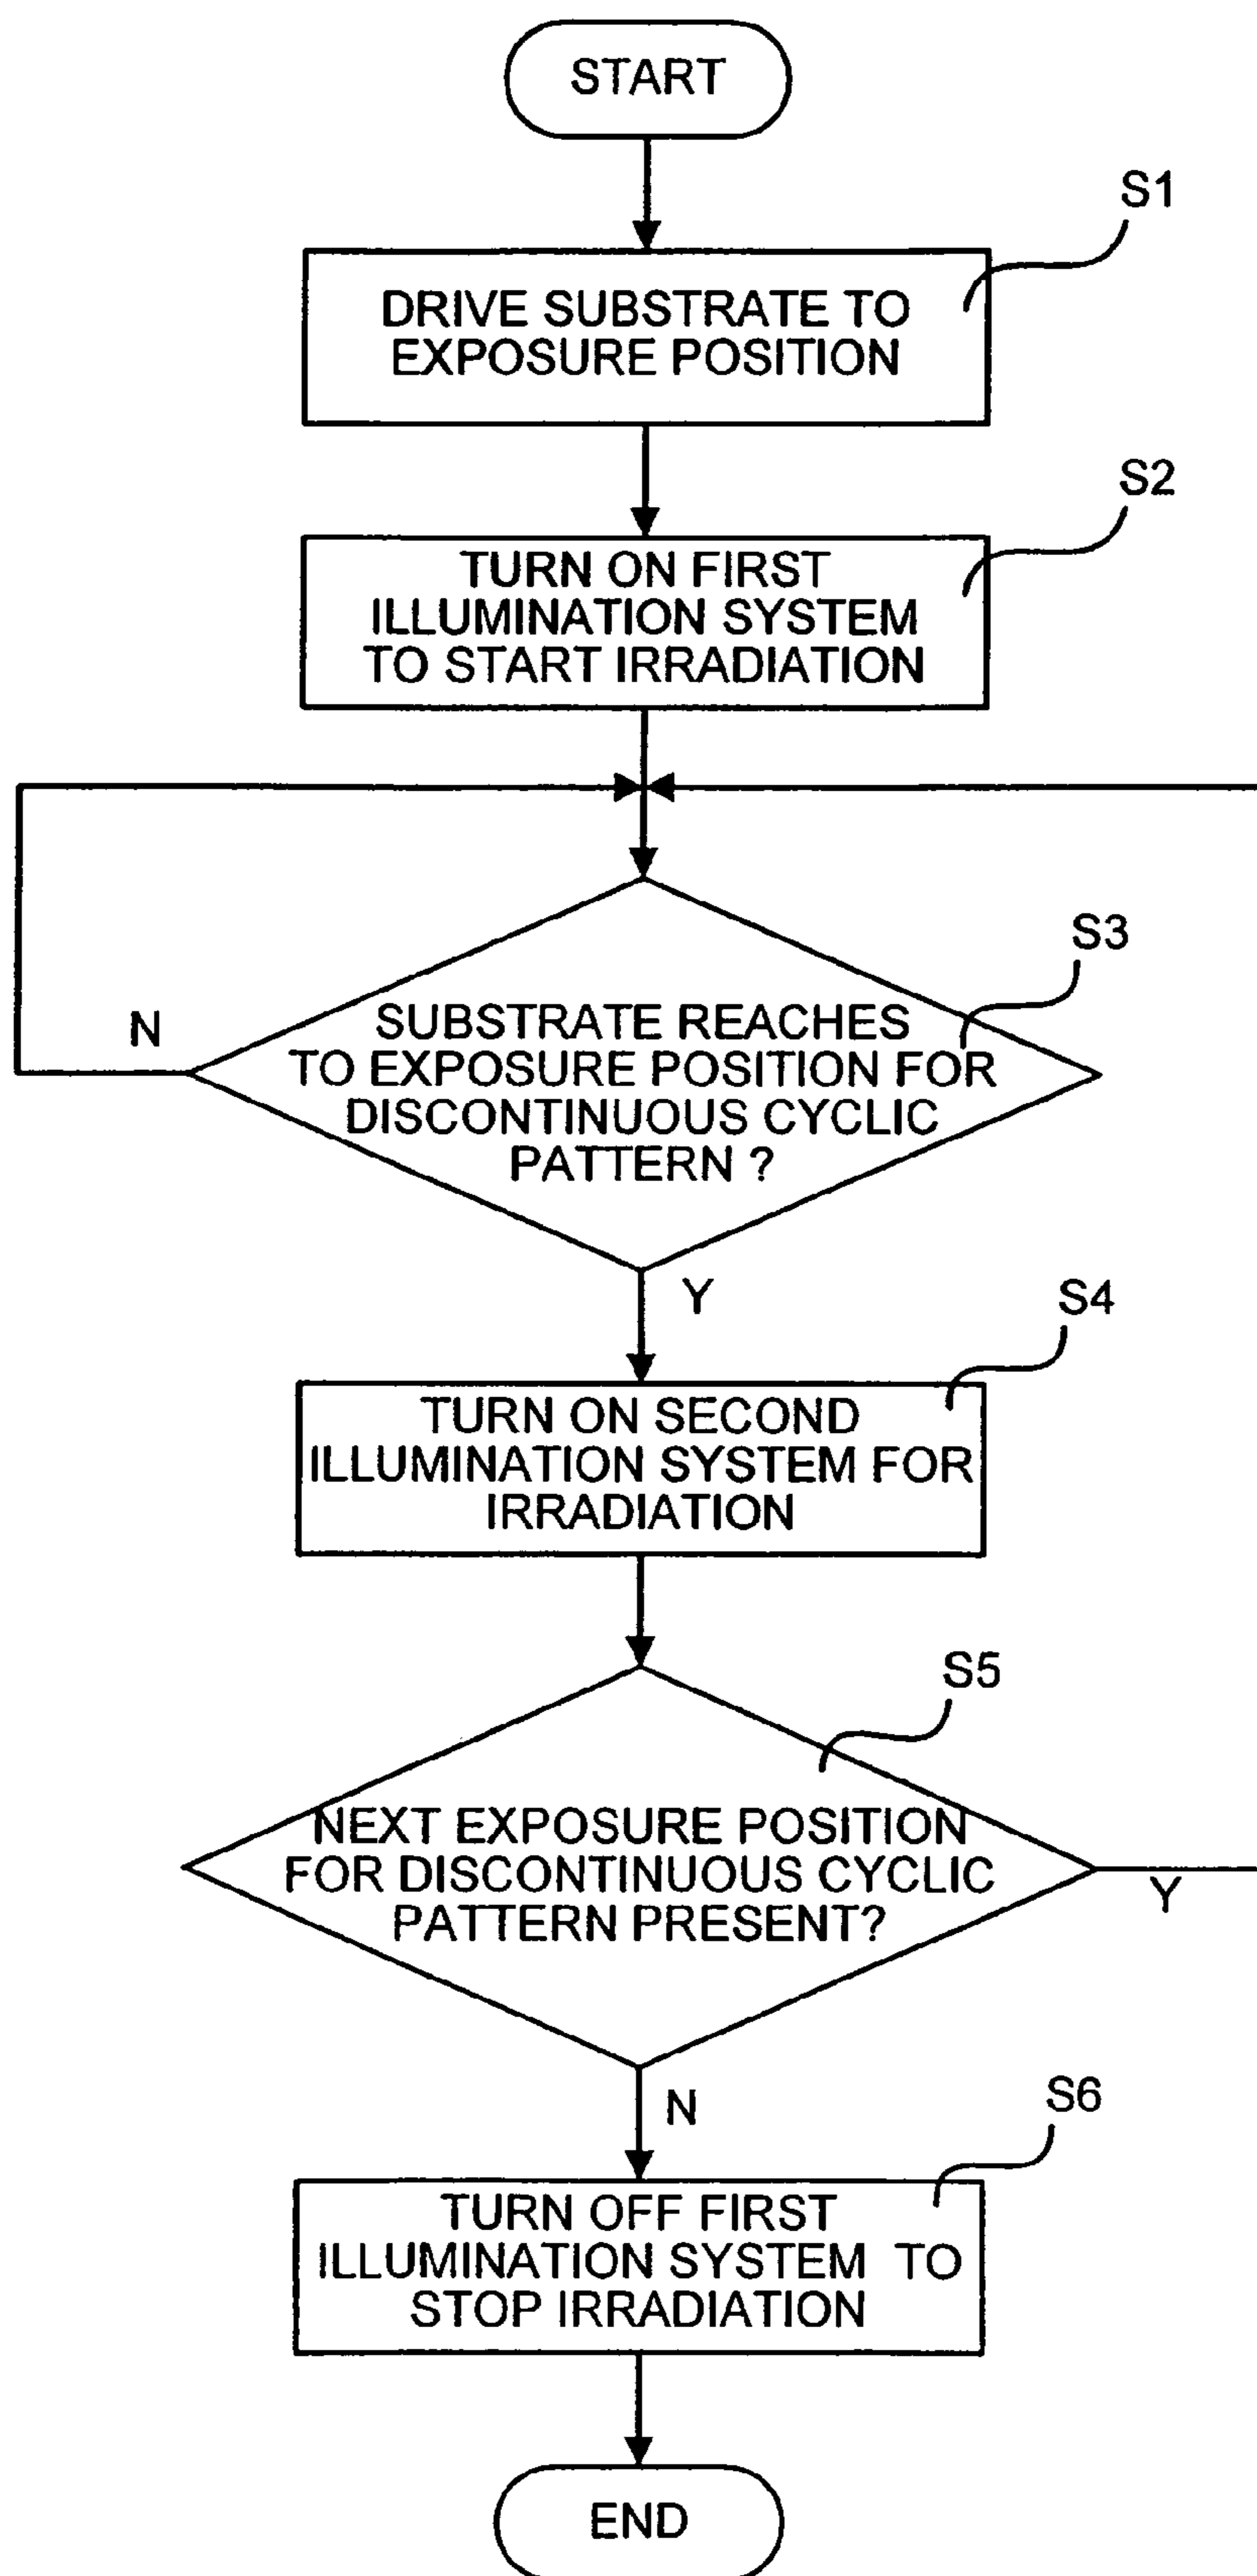 START
S1
DRIVE SUBSTRATE TO
EXPOSURE POSITION
S2
TURN ON FIRST
ILLUMINATION SYSTEM
TO START IRRADIATION
S3
N
SUBSTRATE REACHES
TO EXPOSURE POSITION FOR
DISCONTINUOUS CYCLIC
PATTERN ?
Y
S4
TURN ON SECOND
ILLUMINATION SYSTEM FOR
IRRADIATION
S5
NEXT EXPOSURE POSITION
FOR DISCONTINUOUS CYCLIC
PATTERN PRESENT?
Y
N
S6
TURN OFF FIRST
ILLUMINATION SYSTEM TO
STOP IRRADIATION
END